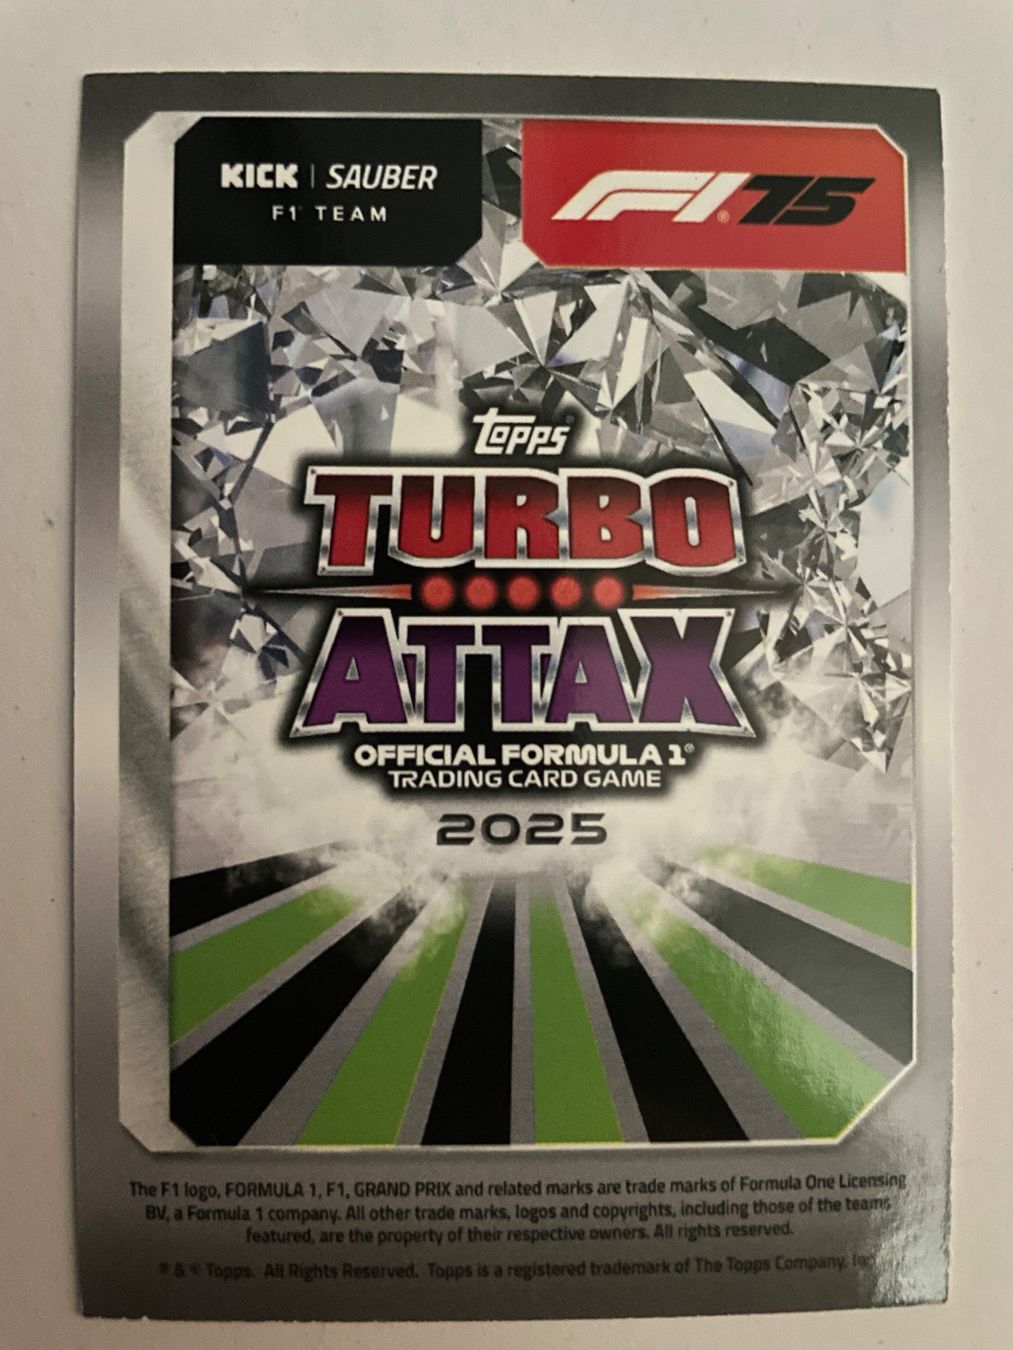 KICK | SAUBER
F1 TEAM
F1® 75
topps®
TURBO
ATTAX
OFFICIAL FORMULA 1®
TRADING CARD GAME
2025
The F1 logo, FORMULA 1, F1, GRAND PRIX and related marks are trade marks of Formula One Licensing
BV, a Formula 1 company. All other trade marks, logos and copyrights, including those of the teams
featured, are the property of their respective owners. All rights reserved.
® & © Topps. All Rights Reserved. Topps is a registered trademark of The Topps Company,